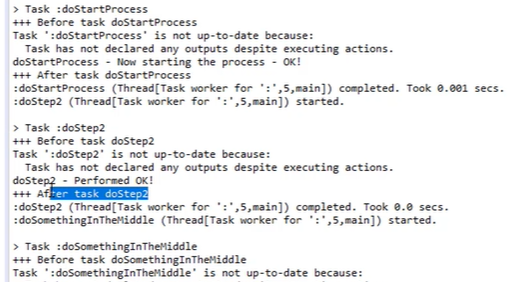 > Task :doStartProcess
+++ Before task doStartProcess
Task ':doStartProcess' is not up-to-date because:
  Task has not declared any outputs despite executing actions.
doStartProcess - Now starting the process - OK!
+++ After task doStartProcess
:doStartProcess (Thread[Task worker for ':',5,main]) completed. Took 0.001 secs.
:doStep2 (Thread[Task worker for ':',5,main]) started.

> Task :doStep2
+++ Before task doStep2
Task ':doStep2' is not up-to-date because:
  Task has not declared any outputs despite executing actions.
doStep2 - Performed OK!
+++ After task doStep2
:doStep2 (Thread[Task worker for ':',5,main]) completed. Took 0.0 secs.
:doSomethingInTheMiddle (Thread[Task worker for ':',5,main]) started.

> Task :doSomethingInTheMiddle
+++ Before task doSomethingInTheMiddle
Task ':doSomethingInTheMiddle' is not up-to-date because: